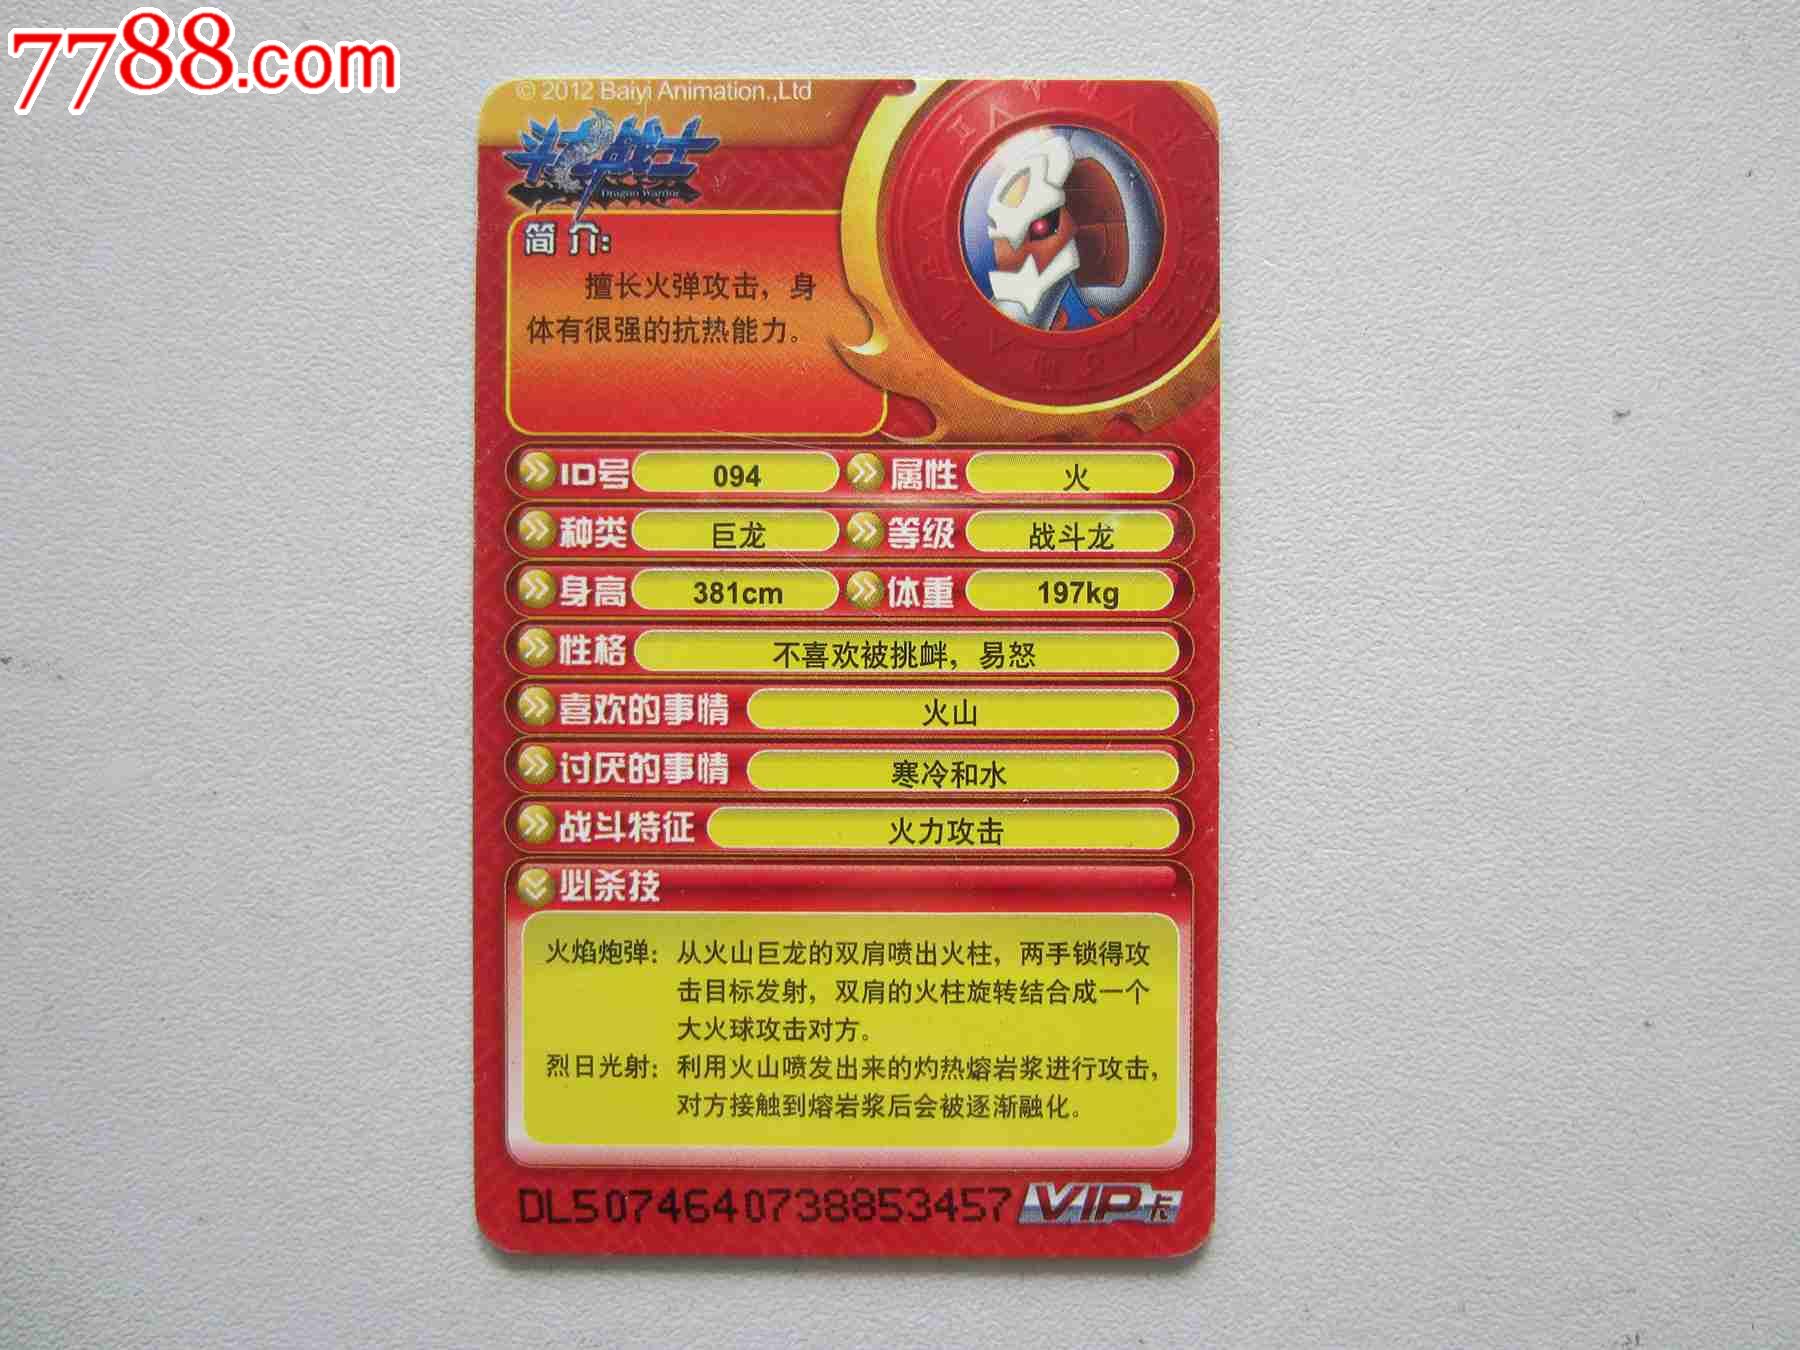 7788.com
© 2012 Baiyi Animation.,Ltd
斗龙战士
Dragon Warrior
简介:
擅长火弹攻击，身
体有很强的抗热能力。
ID号 094 属性 火
种类 巨龙 等级 战斗龙
身高 381cm 体重 197kg
性格 不喜欢被挑衅，易怒
喜欢的事情 火山
讨厌的事情 寒冷和水
战斗特征 火力攻击
必杀技
火焰炮弹：从火山巨龙的双肩喷出火柱，两手锁得攻
击目标发射，双肩的火柱旋转结合成一个
大火球攻击对方。
烈日光射：利用火山喷发出来的灼热熔岩浆进行攻击，
对方接触到熔岩浆后会被逐渐融化。
DL5074640738853457 VIP卡